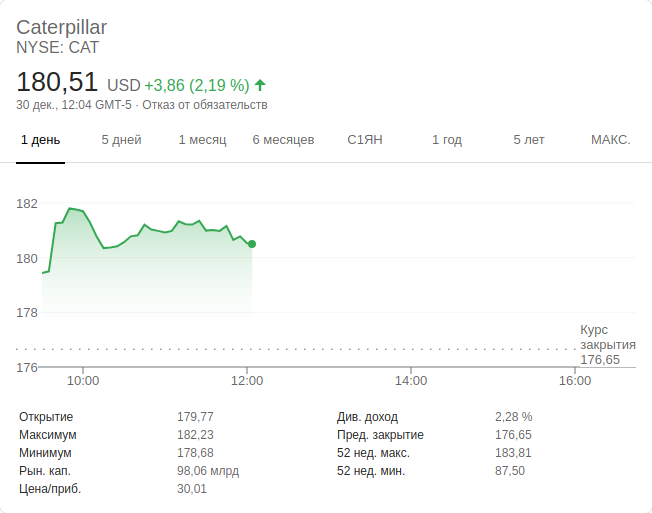 Caterpillar
NYSE: CAT
180,51 USD +3,86 (2,19 %)
30 дек., 12:04 GMT-5 · Отказ от обязательств
1 день 5 дней 1 месяц 6 месяцев С1ЯН 1 год 5 лет МАКС.
182
180
178
Курс
закрытия
176,65
176
10:00 12:00 14:00 16:00
Открытие 179,77 Див. доход 2,28 %
Максимум 182,23 Пред. закрытие 176,65
Минимум 178,68 52 нед. макс. 183,81
Рын. кап. 98,06 млрд 52 нед. мин. 87,50
Цена/приб. 30,01